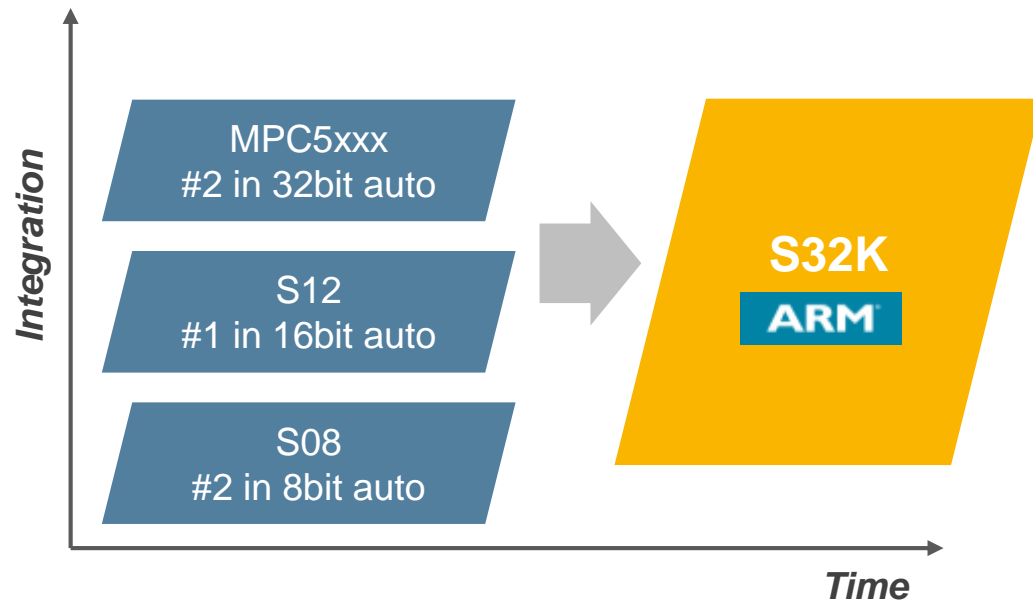 Integration
MPC5xxx
#2 in 32bit auto
S12
#1 in 16bit auto
S08
#2 in 8bit auto
S32K
ARM
Time